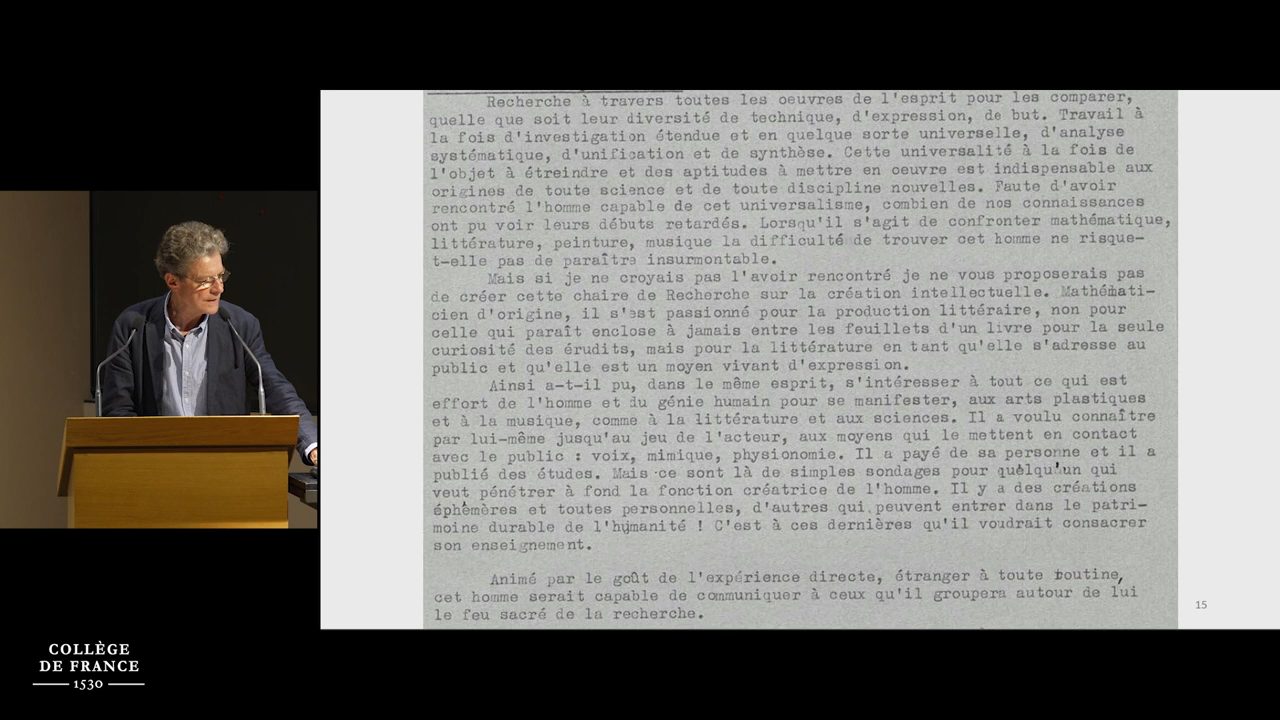 Recherche à travers toutes les oeuvres de l'esprit pour les comparer,
quelle que soit leur diversité de technique, d'expression, de but. Travail à
la fois d'investigation étendue et en quelque sorte universelle, d'analyse
systématique, d'unification et de synthèse. Cette universalité à la fois de
l'objet à étreindre et des aptitudes à mettre en oeuvre est indispensable aux
origines de toute science et de toute discipline nouvelles. Faute d'avoir
rencontré l'homme capable de cet universalisme, combien de nos connaissances
ont pu voir leurs débuts retardés. Lorsqu'il s'agit de confronter mathématique,
littérature, peinture, musique la difficulté de trouver cet homme ne risque-
t-elle pas de paraître insurmontable.
Mais si je ne croyais pas l'avoir rencontré je ne vous proposerais pas
de créer cette chaire de Recherche sur la création intellectuelle. Mathémati-
cien d'origine, il s'est passionné pour la production littéraire, non pour
celle qui paraît enclose à jamais entre les feuillets d'un livre pour la seule
curiosité des érudits, mais pour la littérature en tant qu'elle s'adresse au
public et qu'elle est un moyen vivant d'expression.
Ainsi a-t-il pu, dans le même esprit, s'intéresser à tout ce qui est
effort de l'homme et du génie humain pour se manifester, aux arts plastiques
et à la musique, comme à la littérature et aux sciences. Il a voulu connaître
par lui-même jusqu'au jeu de l'acteur, aux moyens qui le mettent en contact
avec le public : voix, mimique, physionomie. Il a payé de sa personne et il a
publié des études. Mais ce sont là de simples sondages pour quelqu'un qui
veut pénétrer à fond la fonction créatrice de l'homme. Il y a des créations
éphèmères et toutes personnelles, d'autres qui peuvent entrer dans le patri-
moine durable de l'humanité ! C'est à ces dernières qu'il voudrait consacrer
son enseignement.
Animé par le goût de l'expérience directe, étranger à toute routine,
cet homme serait capable de communiquer à ceux qu'il groupera autour de lui
le feu sacré de la recherche.
15
COLLÈGE
DE FRANCE
1530